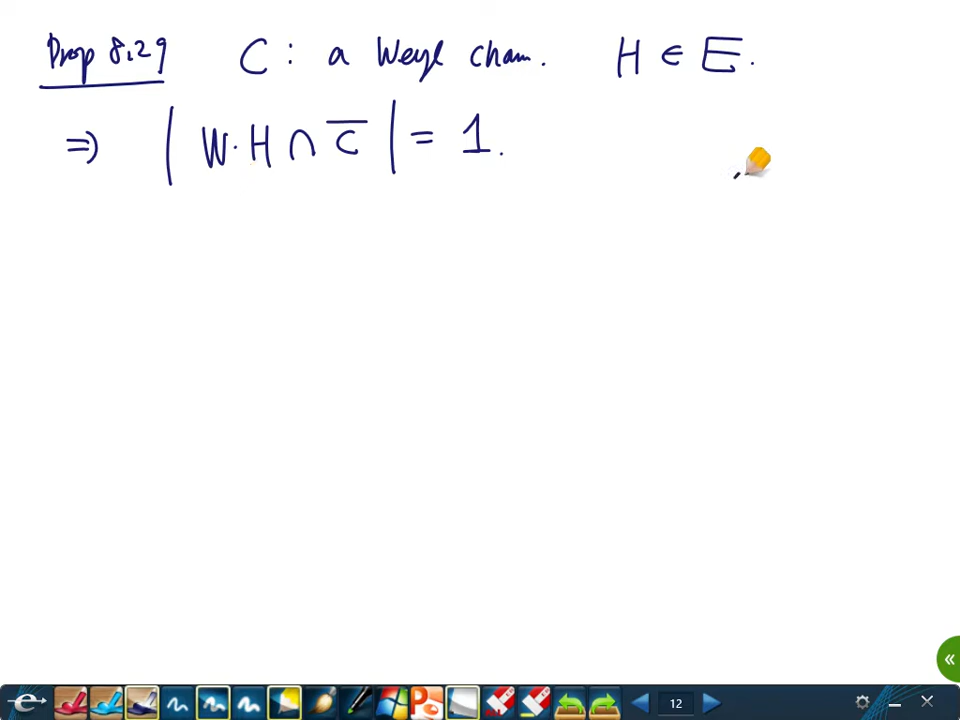 Prop 8.29 C : a Weyl cham. H ∈ E.
⇒ | W·H ∩ C̅ | = 1.
12